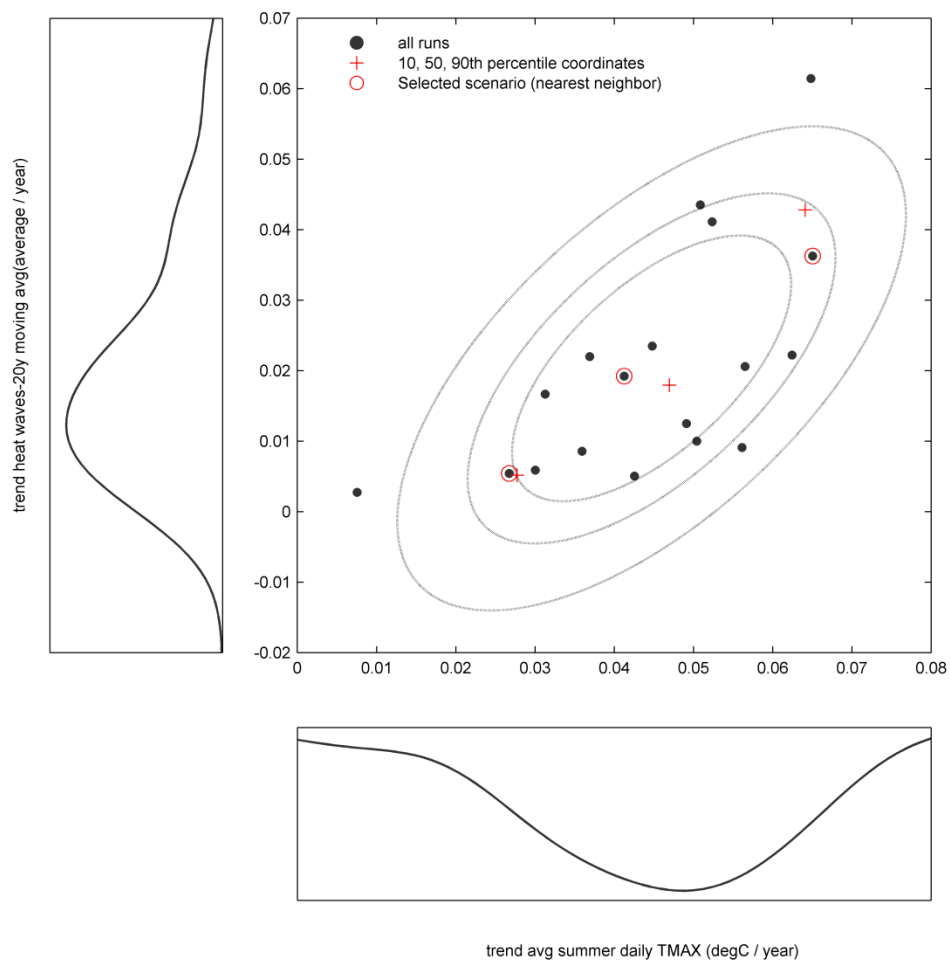 0.07
0.06
0.05
0.04
0.03
0.02
0.01
0
-0.01
-0.02
all runs
10, 50, 90th percentile coordinates
Selected scenario (nearest neighbor)
trend heat waves-20y moving avg(average / year)
0 0.01 0.02 0.03 0.04 0.05 0.06 0.07 0.08
trend avg summer daily TMAX (degC / year)